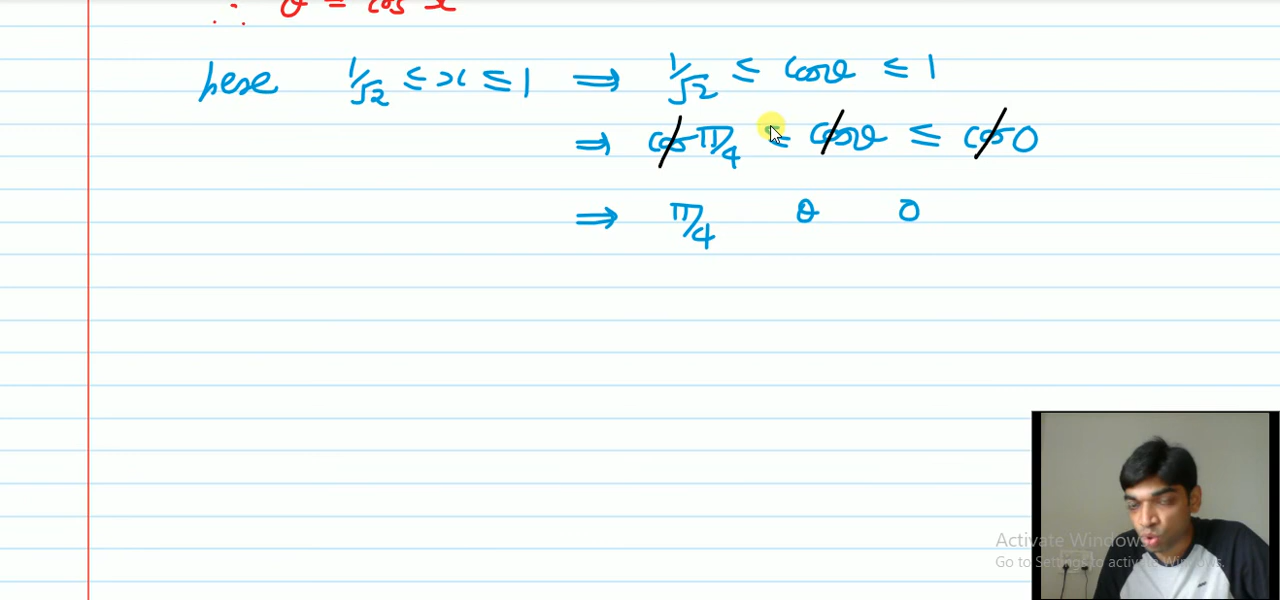 ∴ θ = cos x
here 1/√2 ≤ x ≤ 1 ⇒ 1/√2 ≤ cosθ ≤ 1
⇒ cos π/4 ≤ cosθ ≤ cos 0
⇒ π/4 θ 0
Activate Windows
Go to Settings to activate Windows.